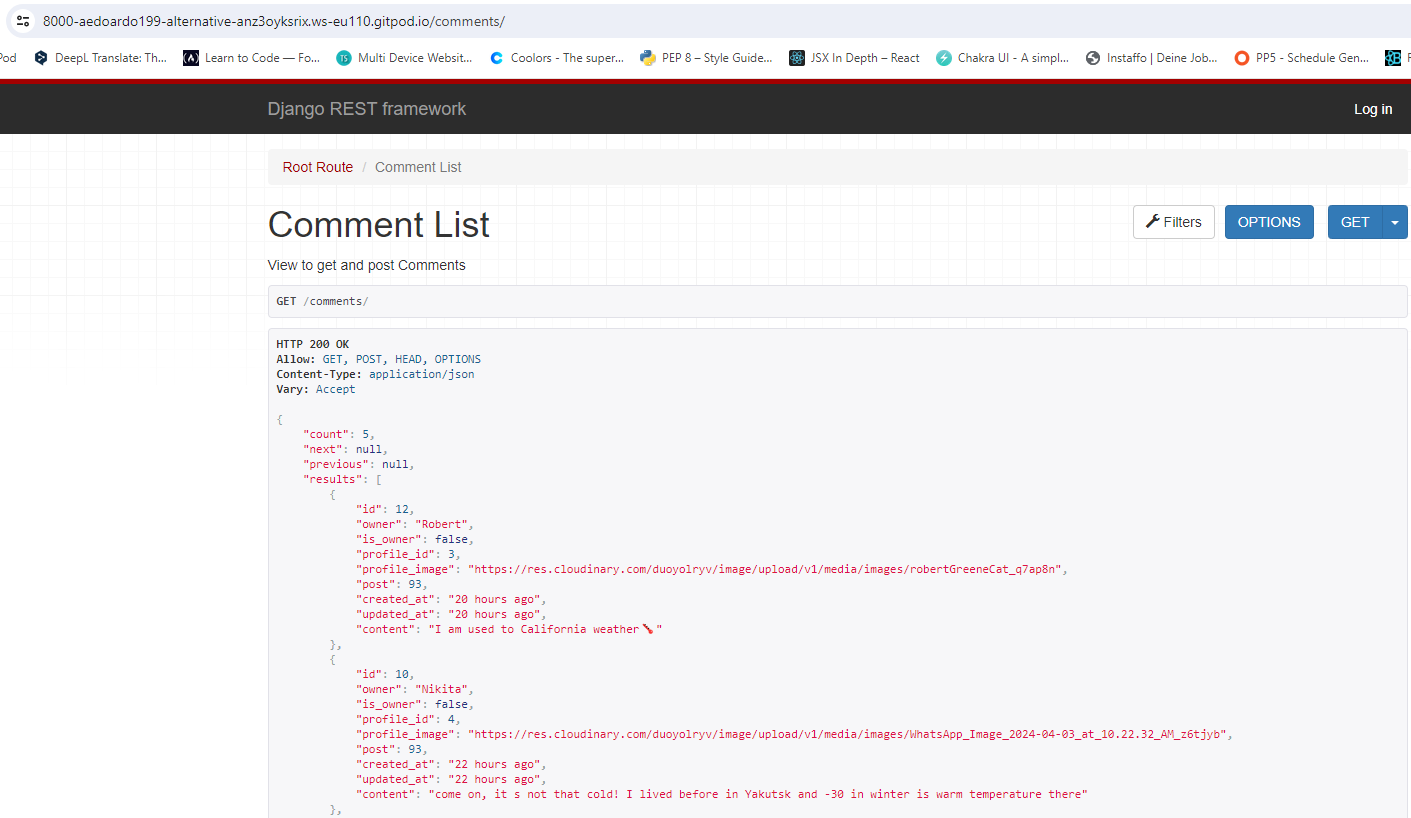 8000-aedoardo199-alternative-anz3oyksrix.ws-eu110.gitpod.io/comments/
Pod DeepL Translate: Th... Learn to Code — Fo... Multi Device Websit... Coolors - The super... PEP 8 – Style Guide... JSX In Depth – React Chakra UI - A simpl... Instaffo | Deine Job... PP5 - Schedule Gen...
Django REST framework Log in
Root Route / Comment List
Comment List Filters OPTIONS GET
View to get and post Comments
GET /comments/
HTTP 200 OK
Allow: GET, POST, HEAD, OPTIONS
Content-Type: application/json
Vary: Accept
{
"count": 5,
"next": null,
"previous": null,
"results": [
{
"id": 12,
"owner": "Robert",
"is_owner": false,
"profile_id": 3,
"profile_image": "https://res.cloudinary.com/duoyolryv/image/upload/v1/media/images/robertGreeneCat_q7ap8n",
"post": 93,
"created_at": "20 hours ago",
"updated_at": "20 hours ago",
"content": "I am used to California weather"
},
{
"id": 10,
"owner": "Nikita",
"is_owner": false,
"profile_id": 4,
"profile_image": "https://res.cloudinary.com/duoyolryv/image/upload/v1/media/images/WhatsApp_Image_2024-04-03_at_10.22.32_AM_z6tjyb",
"post": 93,
"created_at": "22 hours ago",
"updated_at": "22 hours ago",
"content": "come on, it s not that cold! I lived before in Yakutsk and -30 in winter is warm temperature there"
},